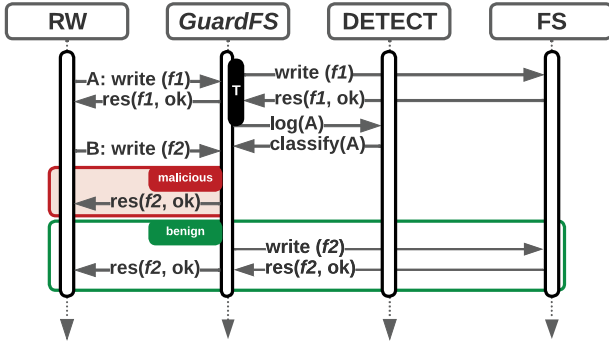 RW GuardFS DETECT FS
A: write (f1) write (f1)
res(f1, ok) T res(f1, ok)
log(A)
B: write (f2) classify(A)
malicious
res(f2, ok)
benign
write (f2)
res(f2, ok) res(f2, ok)